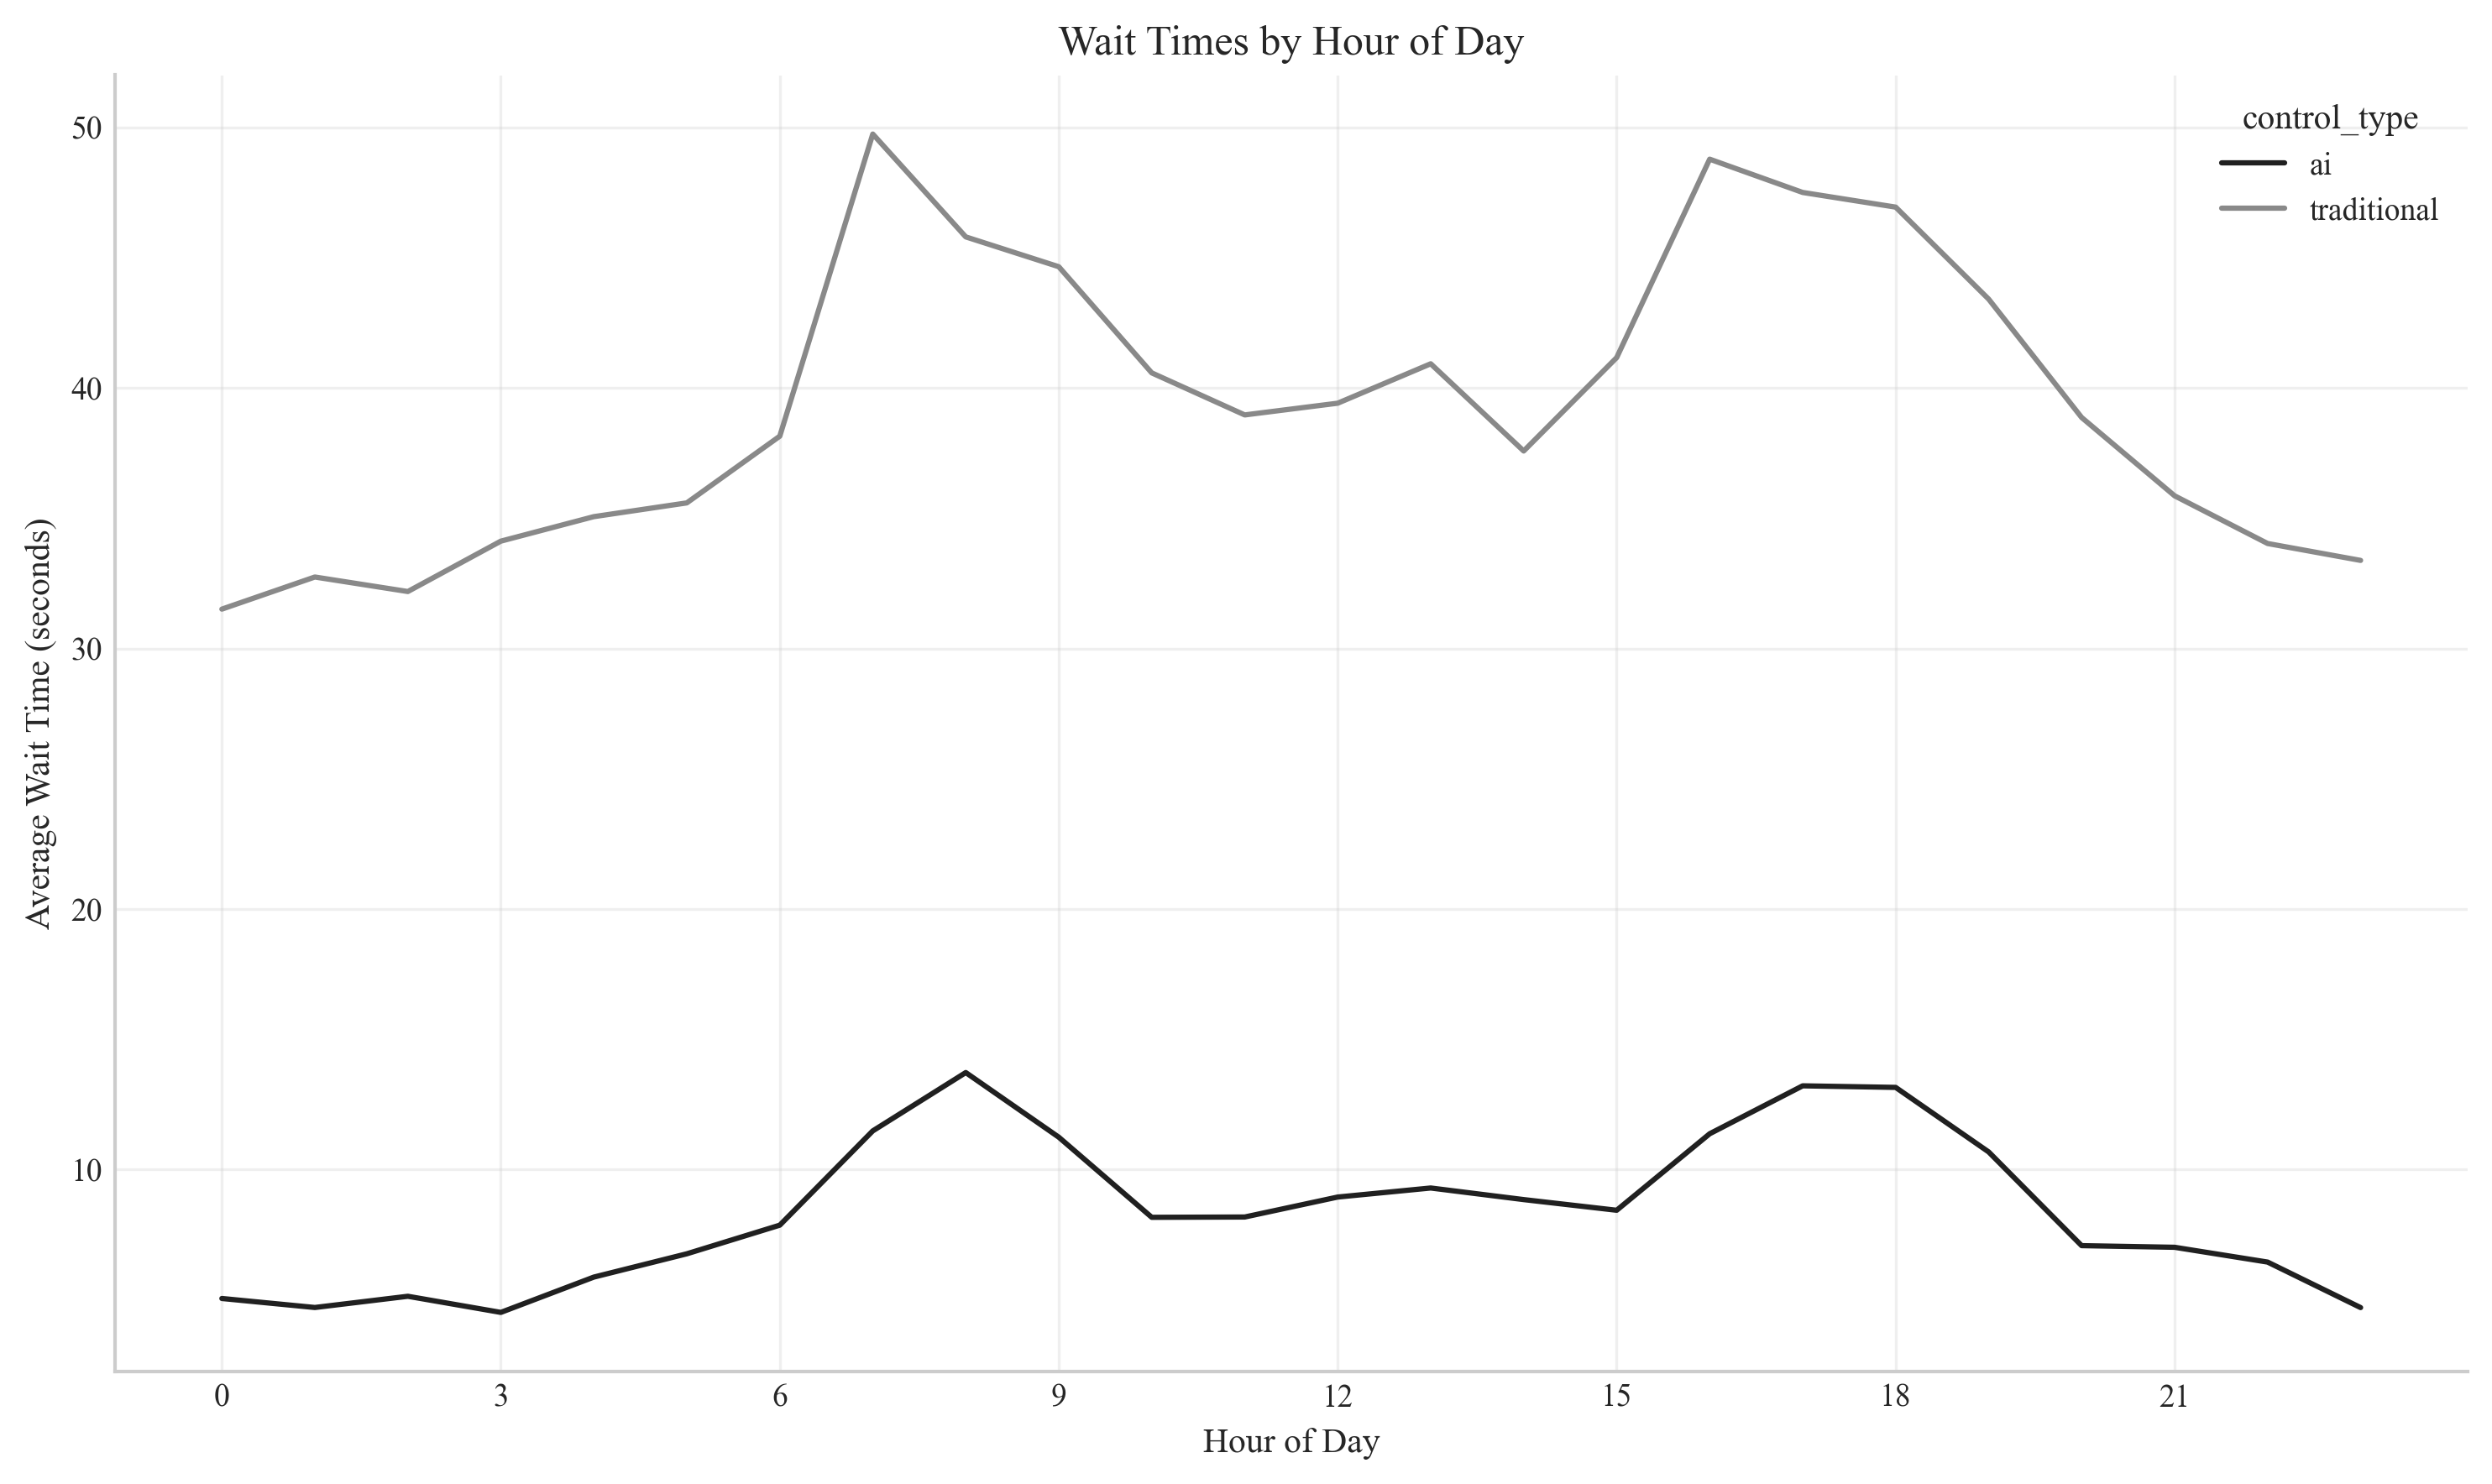 Wait Times by Hour of Day
control_type
ai
traditional
50
40
30
20
10
Average Wait Time (seconds)
0 3 6 9 12 15 18 21
Hour of Day